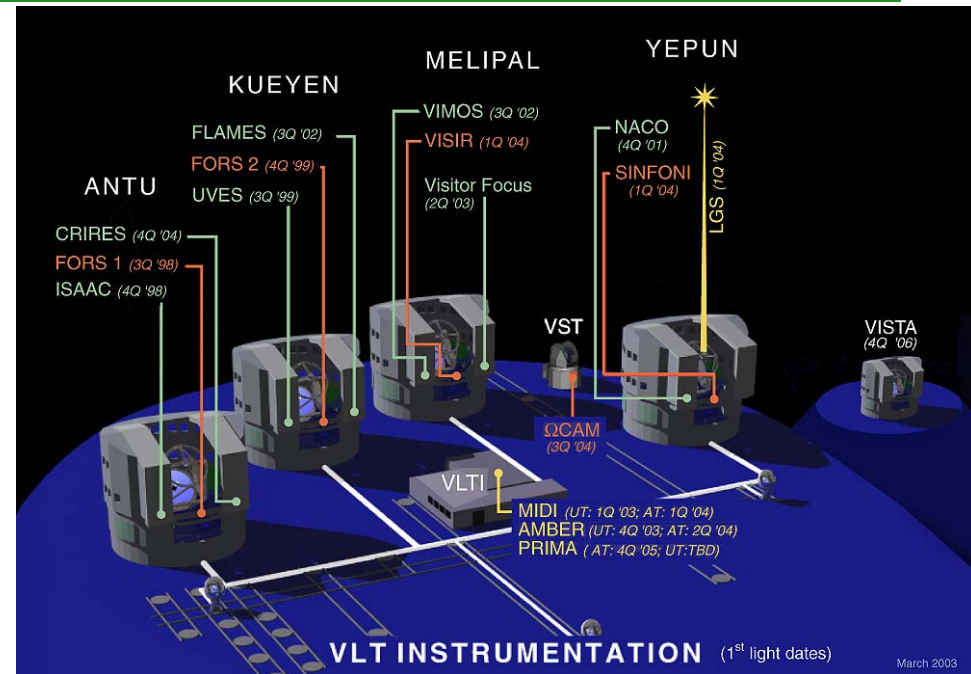 YEPUN
MELIPAL
KUEYEN
ANTU
VIMOS (3Q '02)
VISIR (1Q '04)
Visitor Focus
(2Q '03)
NACO
(4Q '01)
SINFONI
(1Q '04)
LGS (1Q '04)
FLAMES (3Q '02)
FORS 2 (4Q '99)
UVES (3Q '99)
CRIRES (4Q '04)
FORS 1 (3Q '98)
ISAAC (4Q '98)
VST
VISTA
(4Q '06)
ΩCAM
(3Q '04)
VLTI
MIDI (UT: 1Q '03; AT: 1Q '04)
AMBER (UT: 4Q '03; AT: 2Q '04)
PRIMA ( AT: 4Q '05; UT:TBD)
VLT INSTRUMENTATION (1st light dates)
March 2003